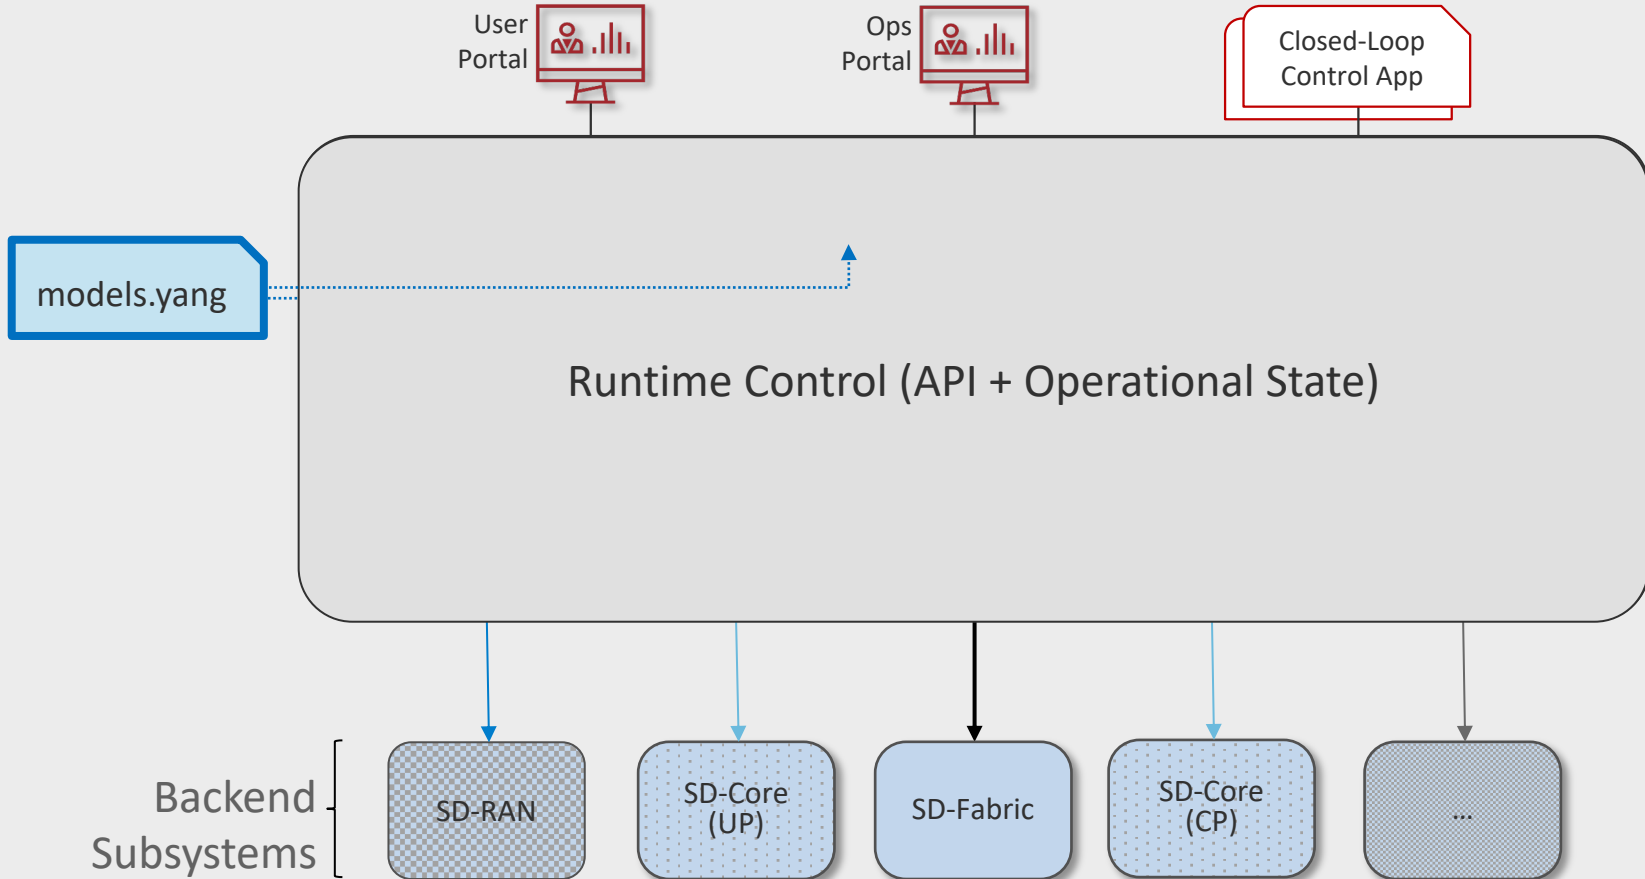 User
Portal
Ops
Portal
Closed-Loop
Control App
models.yang
Runtime Control (API + Operational State)
Backend
Subsystems
SD-RAN
SD-Core
(UP)
SD-Fabric
SD-Core
(CP)
...